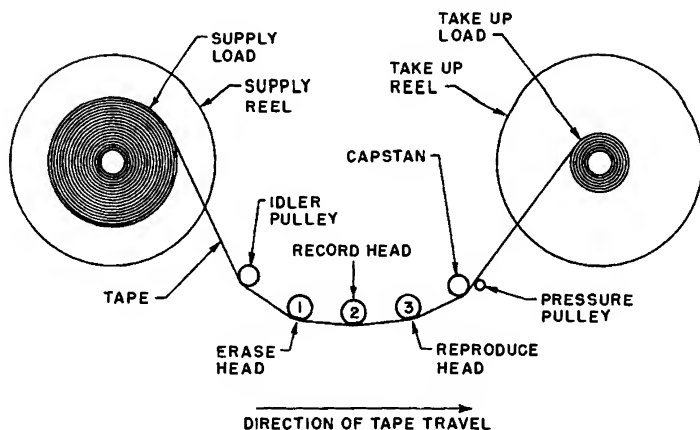 SUPPLY
LOAD
SUPPLY
REEL
TAKE UP
LOAD
TAKE UP
REEL
CAPSTAN
IDLER
PULLEY
RECORD HEAD
TAPE
1
2
3
PRESSURE
PULLEY
ERASE
HEAD
REPRODUCE
HEAD
DIRECTION OF TAPE TRAVEL